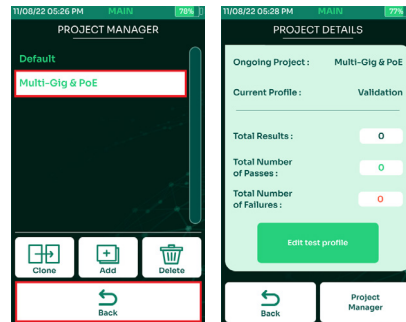 11/08/22 05:26 PM MAIN 78%
PROJECT MANAGER
Default
Multi-Gig & PoE
Clone
Add
Delete
Back
11/08/22 05:28 PM MAIN 77%
PROJECT DETAILS
Ongoing Project : Multi-Gig & PoE
Current Profile : Validation
Total Results : 0
Total Number
of Passes : 0
Total Number
of Failures : 0
Edit test profile
Back
Project
Manager